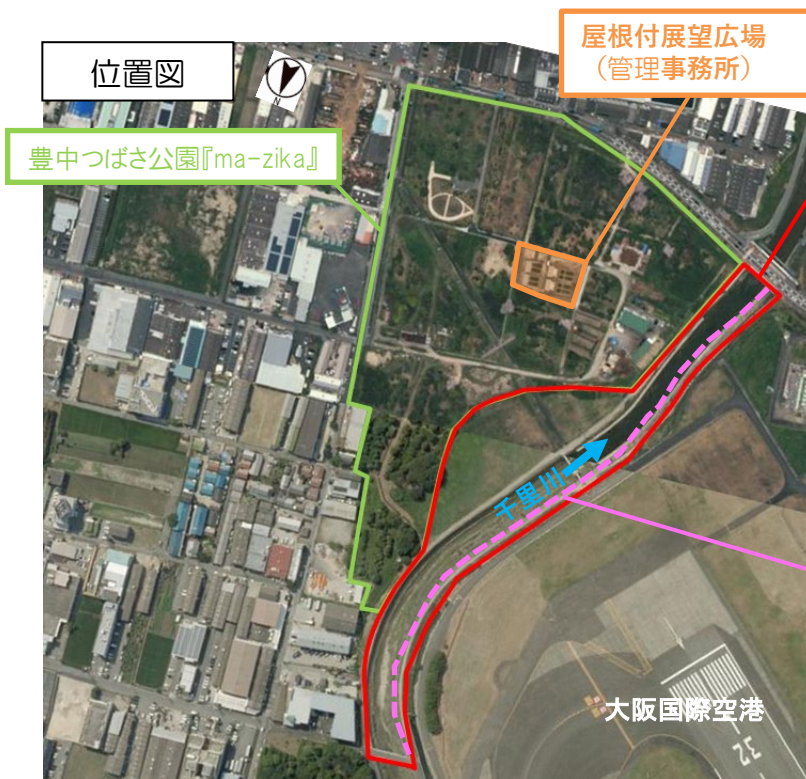 位置図
N
屋根付展望広場
（管理事務所）
豊中つばさ公園『ma-zika』
千里川
大阪国際空港
32